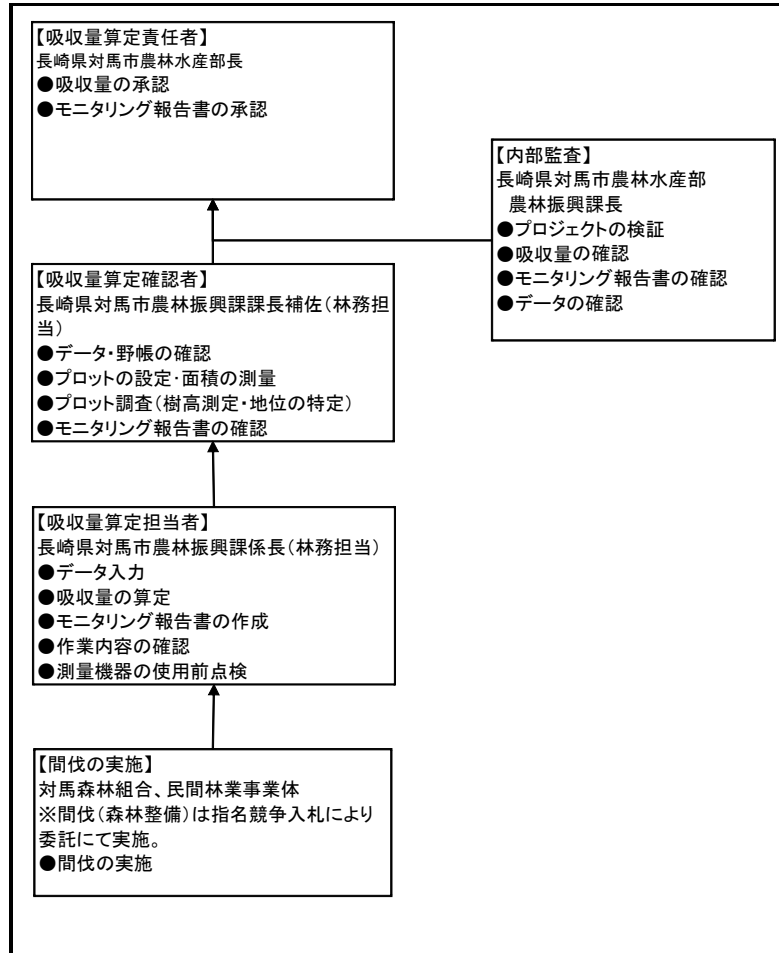 【吸収量算定責任者】
長崎県対馬市農林水産部長
●吸収量の承認
●モニタリング報告書の承認
【内部監査】
長崎県対馬市農林水産部
農林振興課長
●プロジェクトの検証
●吸収量の確認
●モニタリング報告書の確認
●データの確認
【吸収量算定確認者】
長崎県対馬市農林振興課課長補佐(林務担
当)
●データ・野帳の確認
●プロットの設定・面積の測量
●プロット調査(樹高測定・地位の特定)
●モニタリング報告書の確認
【吸収量算定担当者】
長崎県対馬市農林振興課係長(林務担当)
●データ入力
●吸収量の算定
●モニタリング報告書の作成
●作業内容の確認
●測量機器の使用前点検
【間伐の実施】
対馬森林組合、民間林業事業体
※間伐(森林整備)は指名競争入札により
委託にて実施。
●間伐の実施